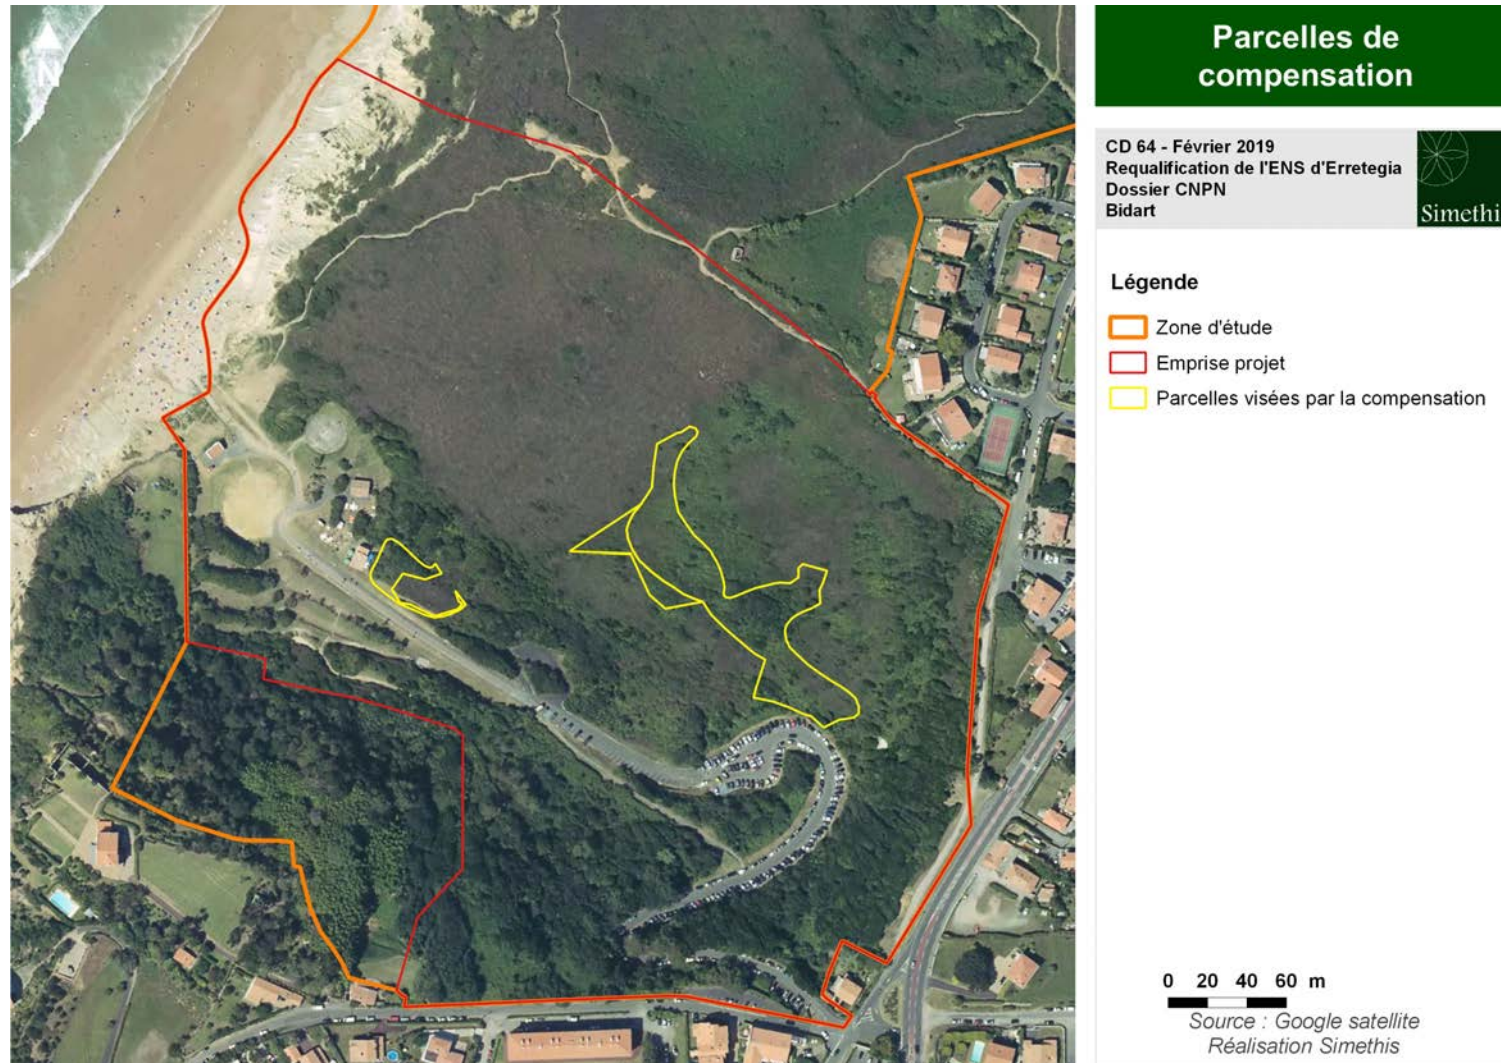 N
Parcelles de
compensation
CD 64 - Février 2019
Requalification de l'ENS d'Erretegia
Dossier CNPN
Bidart
Simethi
Légende
Zone d'étude
Emprise projet
Parcelles visées par la compensation
0 20 40 60 m
Source : Google satellite
Réalisation Simethis